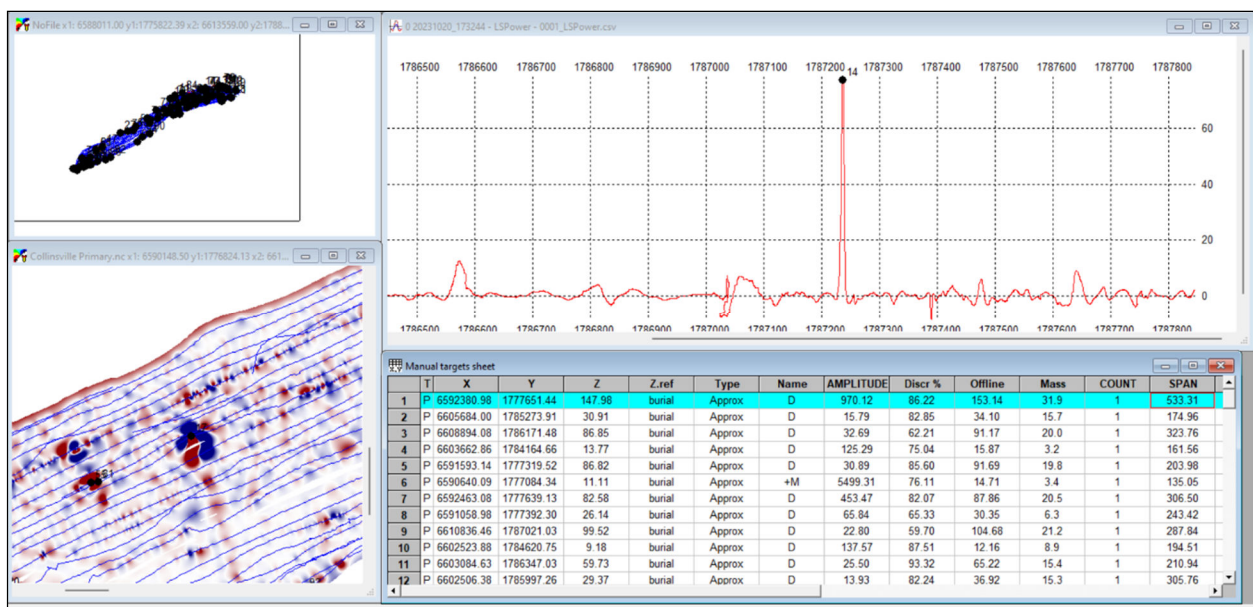 NoFile x1: 6588011.00 y1:1775822.39 x2: 6613559.00 y2:1788...
0 20231020_173244 - LSPower - 0001_LSPower.csv
1786500 1786600 1786700 1786800 1786900 1787000 1787100 1787200 1787300 1787400 1787500 1787600 1787700 1787800
14
60
40
20
0
1786500 1786600 1786700 1786800 1786900 1787000 1787100 1787200 1787300 1787400 1787500 1787600 1787700 1787800
Collinsville Primary.nc x1: 6590148.50 y1:1776824.13 x2: 661...
Manual targets sheet
T X Y Z Z.ref Type Name AMPLITUDE Discr % Offline Mass COUNT SPAN
1 P 6592380.98 1777651.44 147.98 burial Approx D 970.12 86.22 153.14 31.9 1 533.31
2 P 6605684.00 1785273.91 30.91 burial Approx D 15.79 82.85 34.10 15.7 1 174.96
3 P 6608894.08 1786171.48 86.85 burial Approx D 32.69 62.21 91.17 20.0 1 323.76
4 P 6603662.86 1784164.66 13.77 burial Approx D 125.29 75.04 15.87 3.2 1 161.56
5 P 6591593.14 1777319.52 86.82 burial Approx D 30.89 85.60 91.69 19.8 1 203.98
6 P 6590640.09 1777084.34 11.11 burial Approx +M 5499.31 76.11 14.71 3.4 1 135.05
7 P 6592463.08 1777639.13 82.58 burial Approx D 453.47 82.07 87.86 20.5 1 306.50
8 P 6591058.98 1777392.30 26.14 burial Approx D 65.84 65.33 30.35 6.3 1 243.42
9 P 6610836.46 1787021.03 99.52 burial Approx D 22.80 59.70 104.68 21.2 1 287.84
10 P 6602523.88 1784620.75 9.18 burial Approx D 137.57 87.51 12.16 8.9 1 194.51
11 P 6603084.63 1786347.03 59.73 burial Approx D 25.50 93.32 65.22 15.4 1 210.94
12 P 6602506.38 1785997.26 29.37 burial Approx D 13.93 82.24 36.92 15.3 1 305.76